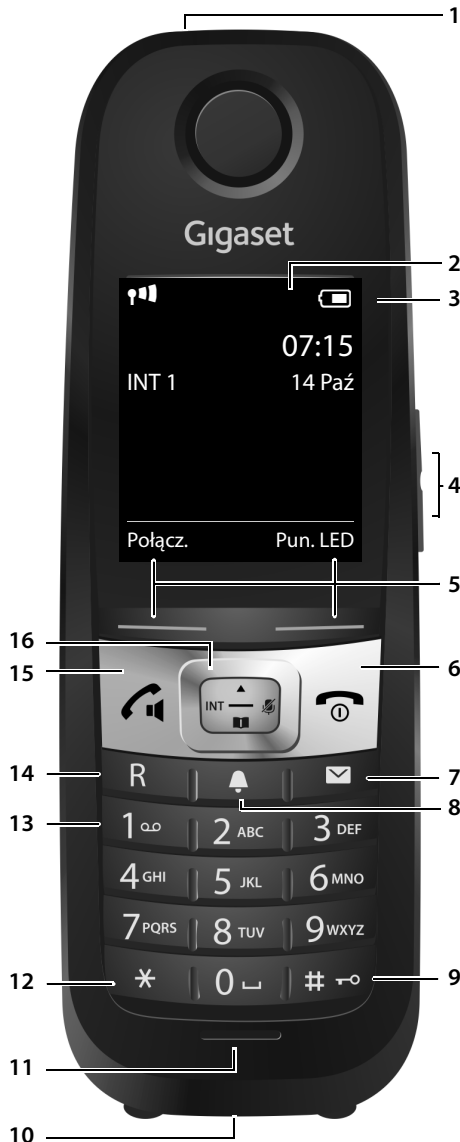 1
Gigaset
2
3
07:15
INT 1 14 Paź
4
Połącz. Pun. LED
5
16
15
6
INT
R
14
7
8
13
1 2 ABC 3 DEF
4 GHI 5 JKL 6 MNO
7 PQRS 8 TUV 9 WXYZ
* 0 #
12
9
11
10